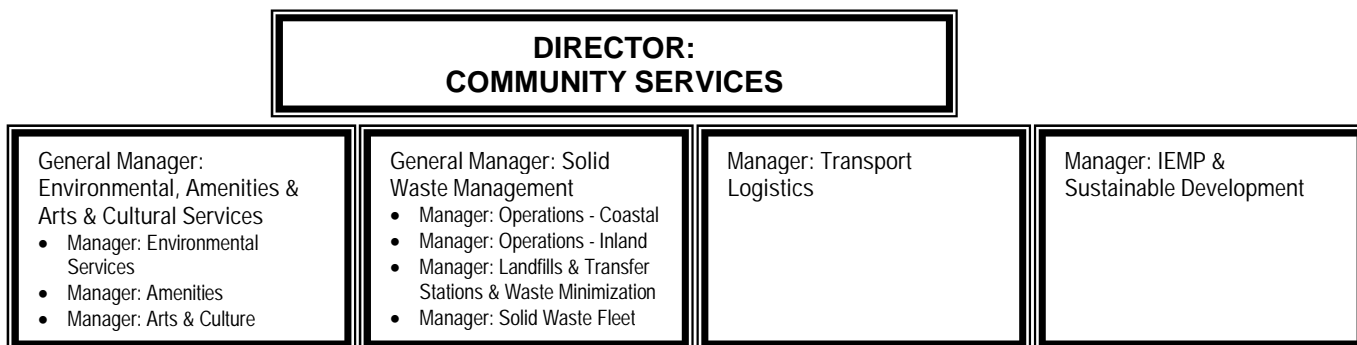 DIRECTOR:
COMMUNITY SERVICES
General Manager:
Environmental, Amenities &
Arts & Cultural Services
• Manager: Environmental
Services
• Manager: Amenities
• Manager: Arts & Culture
General Manager: Solid
Waste Management
• Manager: Operations - Coastal
• Manager: Operations - Inland
• Manager: Landfills & Transfer
Stations & Waste Minimization
• Manager: Solid Waste Fleet
Manager: Transport
Logistics
Manager: IEMP &
Sustainable Development